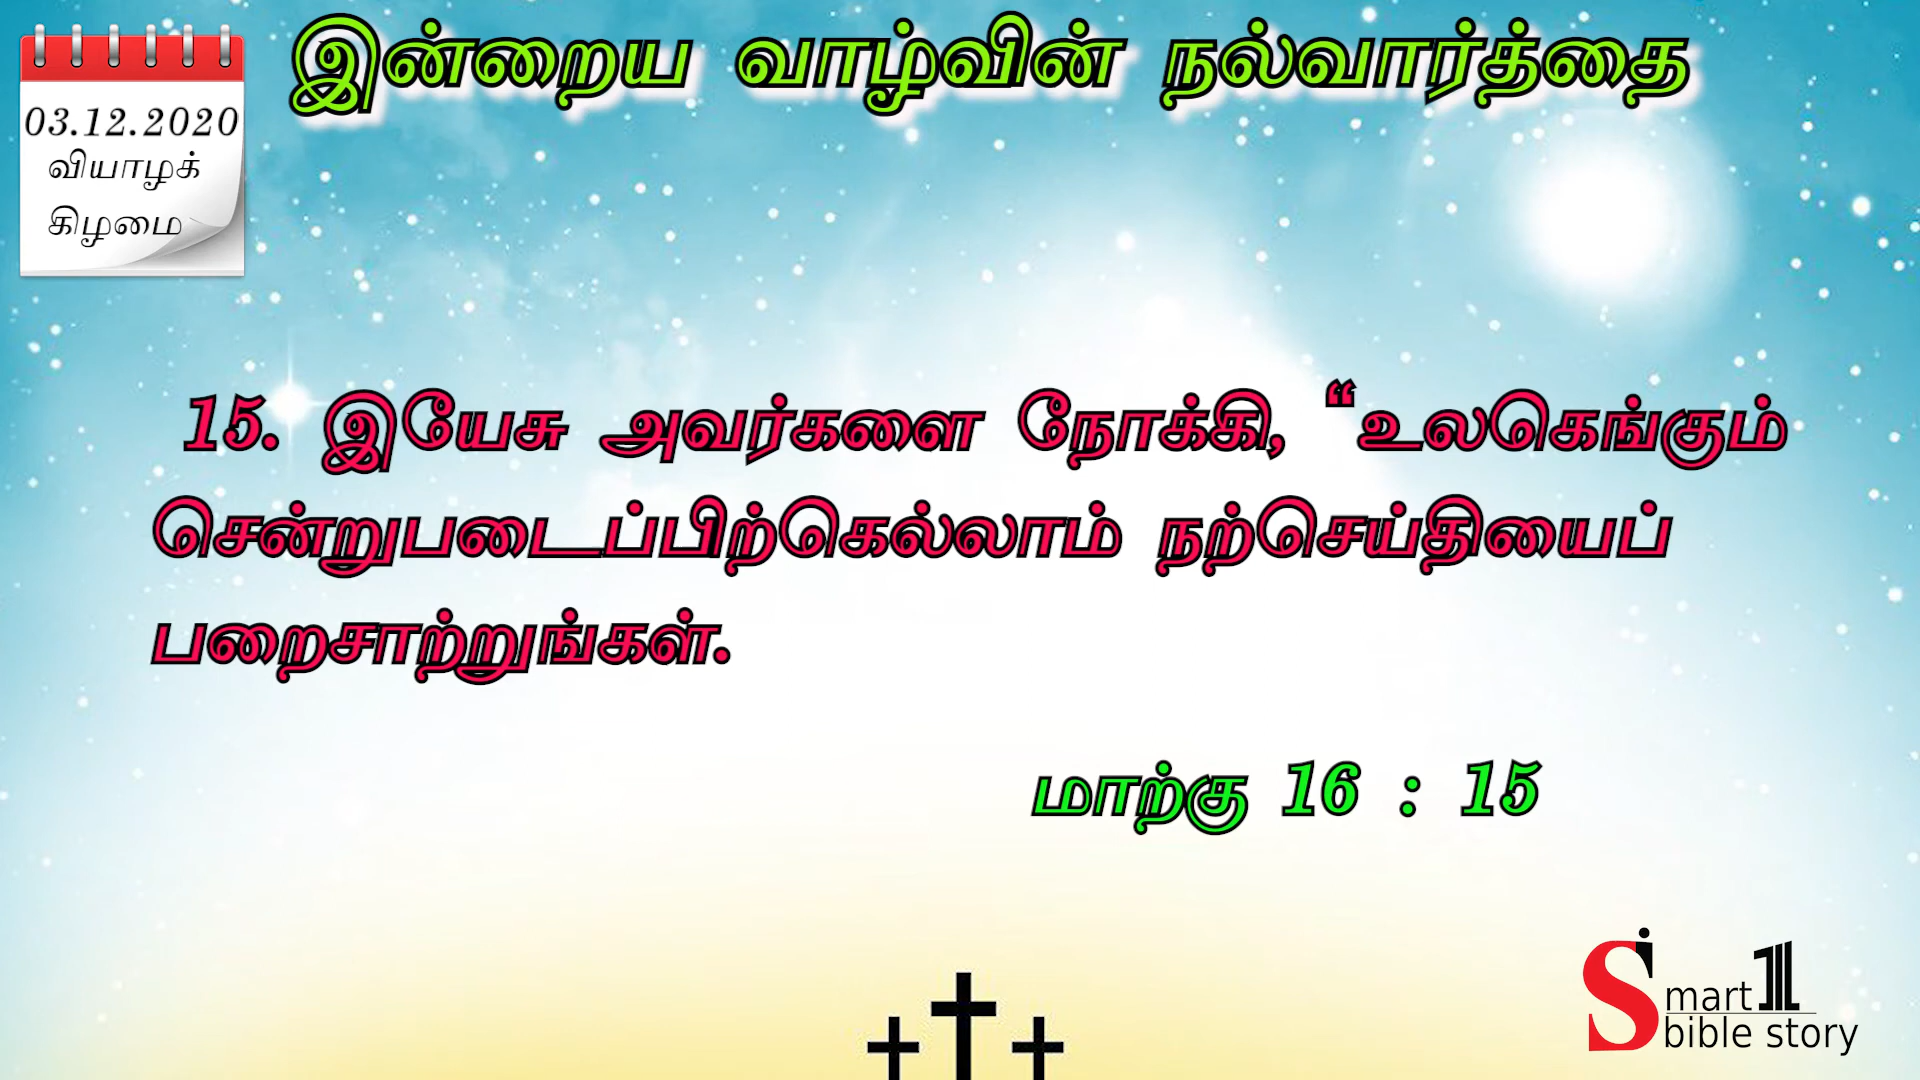 இன்றைய வாழ்வின் நல்வார்த்தை
03.12.2020
வியாழக்
கிழமை
15. இயேசு அவர்களை நோக்கி, “உலகெங்கும்
சென்றுபடைப்பிற்கெல்லாம் நற்செய்தியைப்
பறைசாற்றுங்கள்.
மாற்கு 16 : 15
Smart 1
bible story